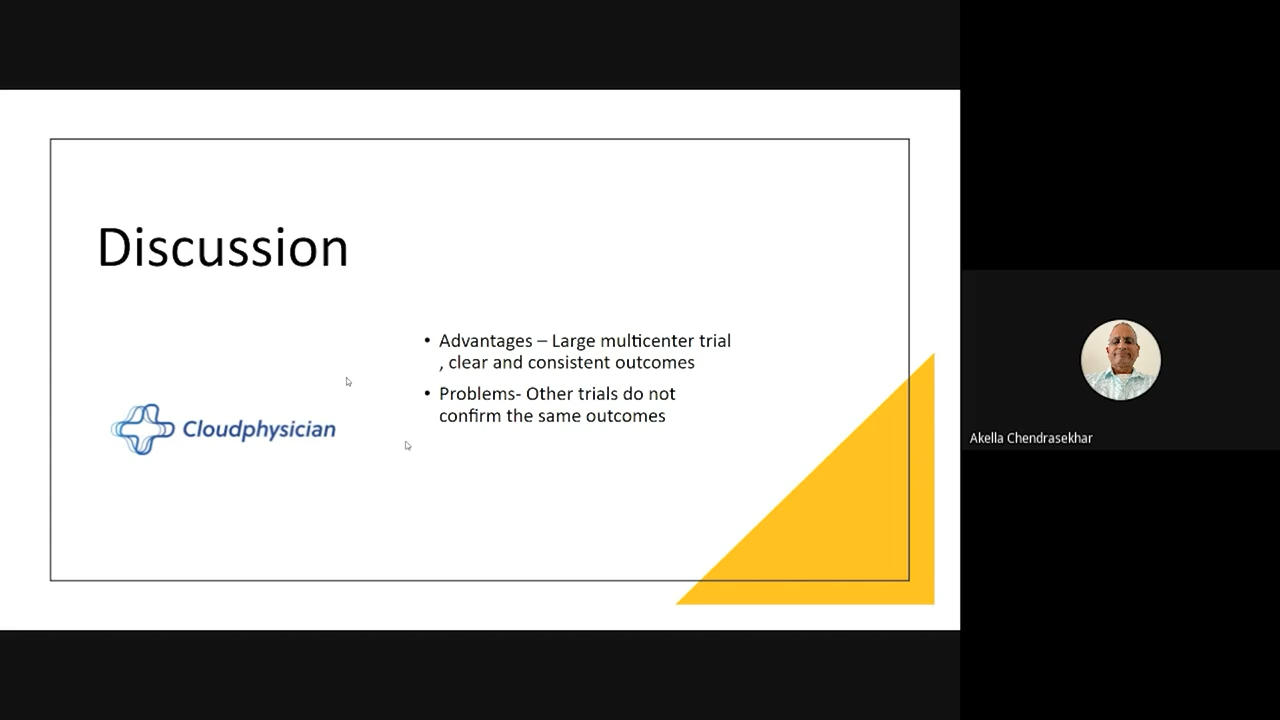 Discussion
• Advantages – Large multicenter trial
, clear and consistent outcomes
• Problems- Other trials do not
confirm the same outcomes
Cloudphysician
Akella Chendrasekhar